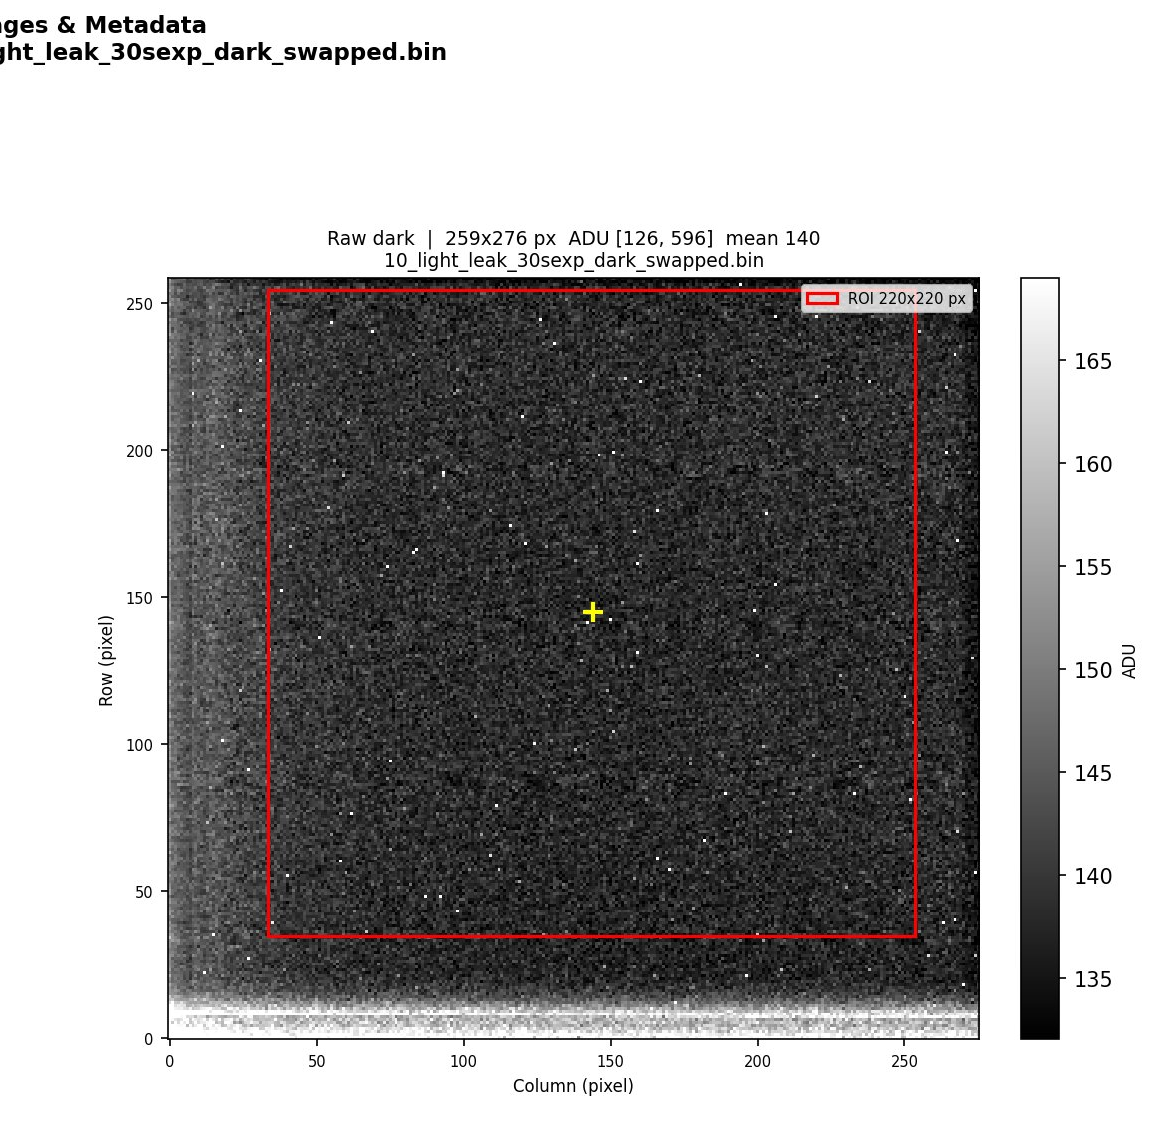 ages & Metadata
ght_leak_30sexp_dark_swapped.bin
Raw dark | 259x276 px ADU [126, 596] mean 140
10_light_leak_30sexp_dark_swapped.bin
ROI 220x220 px
250
200
150
100
50
0
Row (pixel)
0
50
100
150
200
250
Column (pixel)
165
160
155
150
145
140
135
ADU